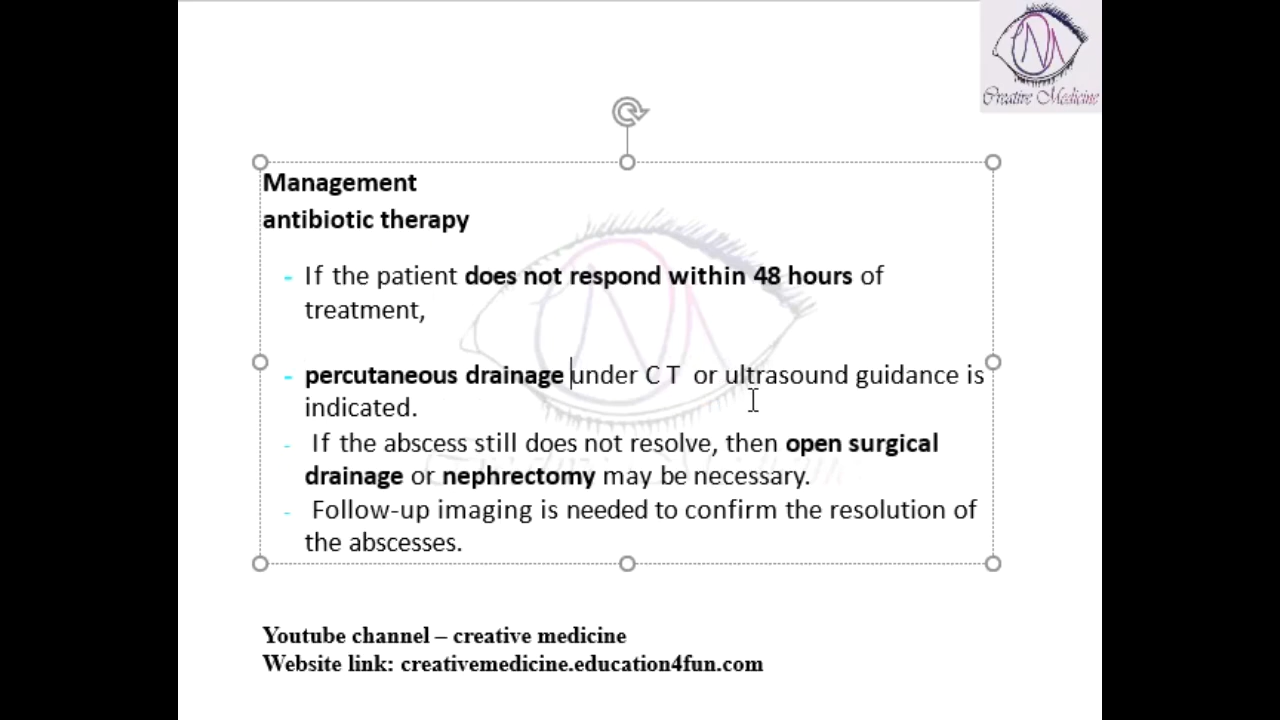 Creative Medicine
Management
antibiotic therapy
- If the patient does not respond within 48 hours of
treatment,
- percutaneous drainage under C T or ultrasound guidance is
indicated.
- If the abscess still does not resolve, then open surgical
drainage or nephrectomy may be necessary.
- Follow-up imaging is needed to confirm the resolution of
the abscesses.
Youtube channel – creative medicine
Website link: creativemedicine.education4fun.com